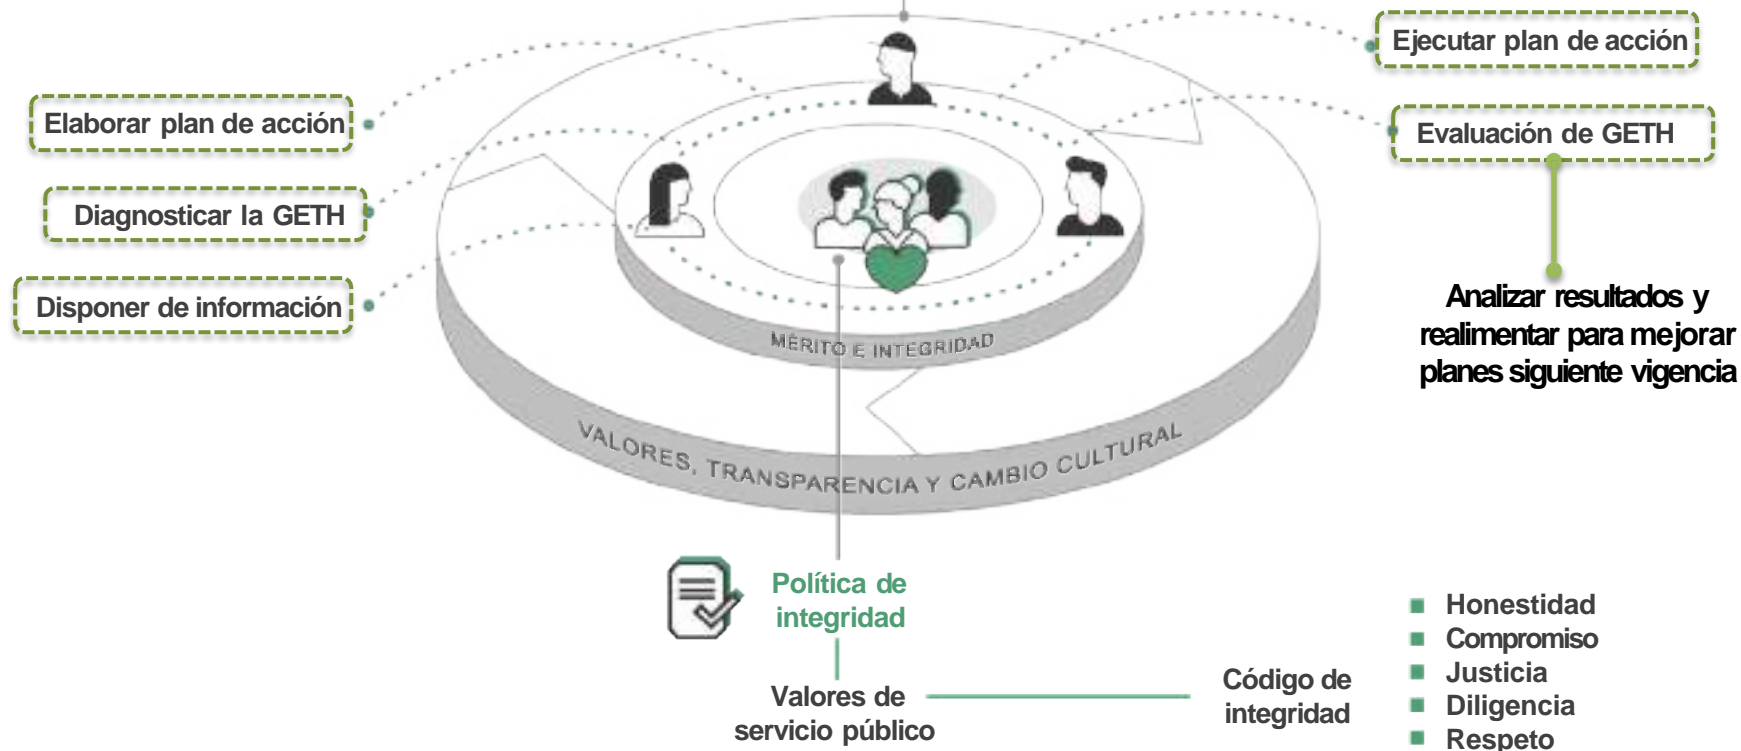 Ejecutar plan de acción
Elaborar plan de acción
Evaluación de GETH
Diagnosticar la GETH
Disponer de información
Analizar resultados y
realimentar para mejorar
planes siguiente vigencia
MÉRITO E INTEGRIDAD
VALORES, TRANSPARENCIA Y CAMBIO CULTURAL
Política de
integridad
Valores de
servicio público
Código de
integridad
Honestidad
Compromiso
Justicia
Diligencia
Respeto